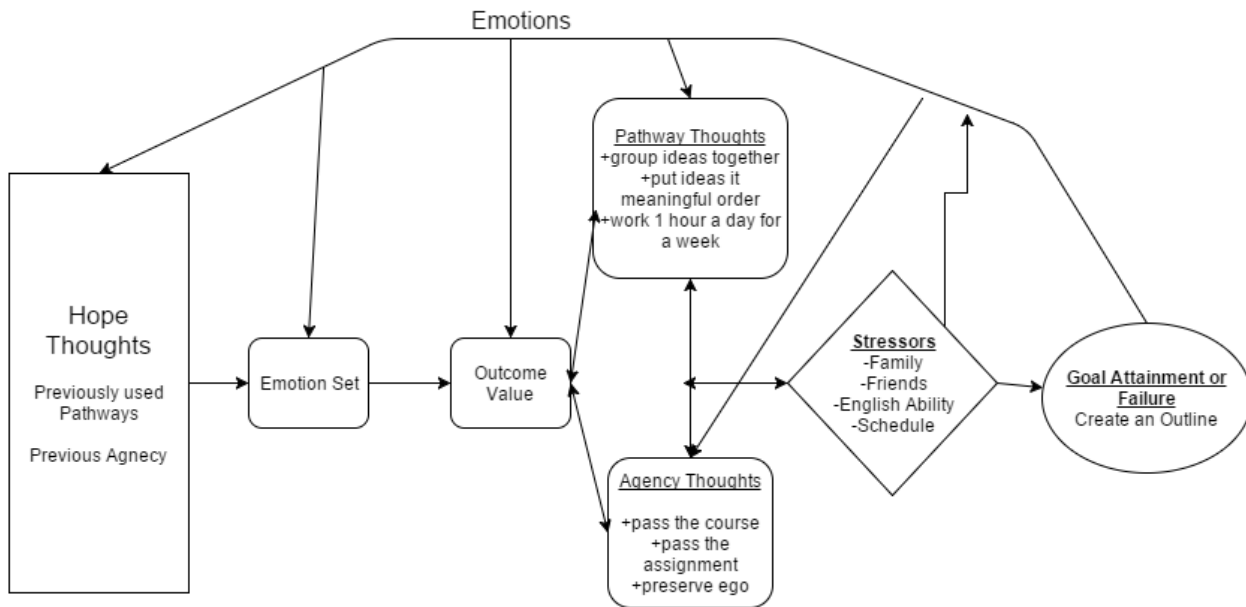 Emotions
Hope
Thoughts
Previously used
Pathways
Previous Agnecy
Emotion Set
Outcome
Value
Pathway Thoughts
+group ideas together
+put ideas it
meaningful order
+work 1 hour a day for
a week
Agency Thoughts
+pass the course
+pass the
assignment
+preserve ego
Stressors
-Family
-Friends
-English Ability
-Schedule
Goal Attainment or
Failure
Create an Outline